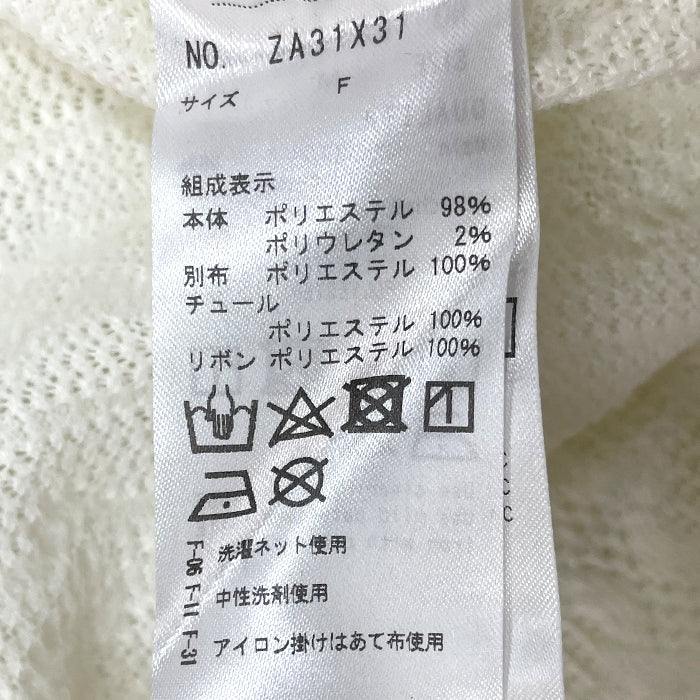 NO. ZA31X31
サイズ F
組成表示
本体 ポリエステル 98%
ポリウレタン 2%
別布 ポリエステル 100%
チュール
ポリエステル 100%
リボン ポリエステル 100%
F-06 洗濯ネット使用
F-11 中性洗剤使用
F-31 アイロン掛けはあて布使用